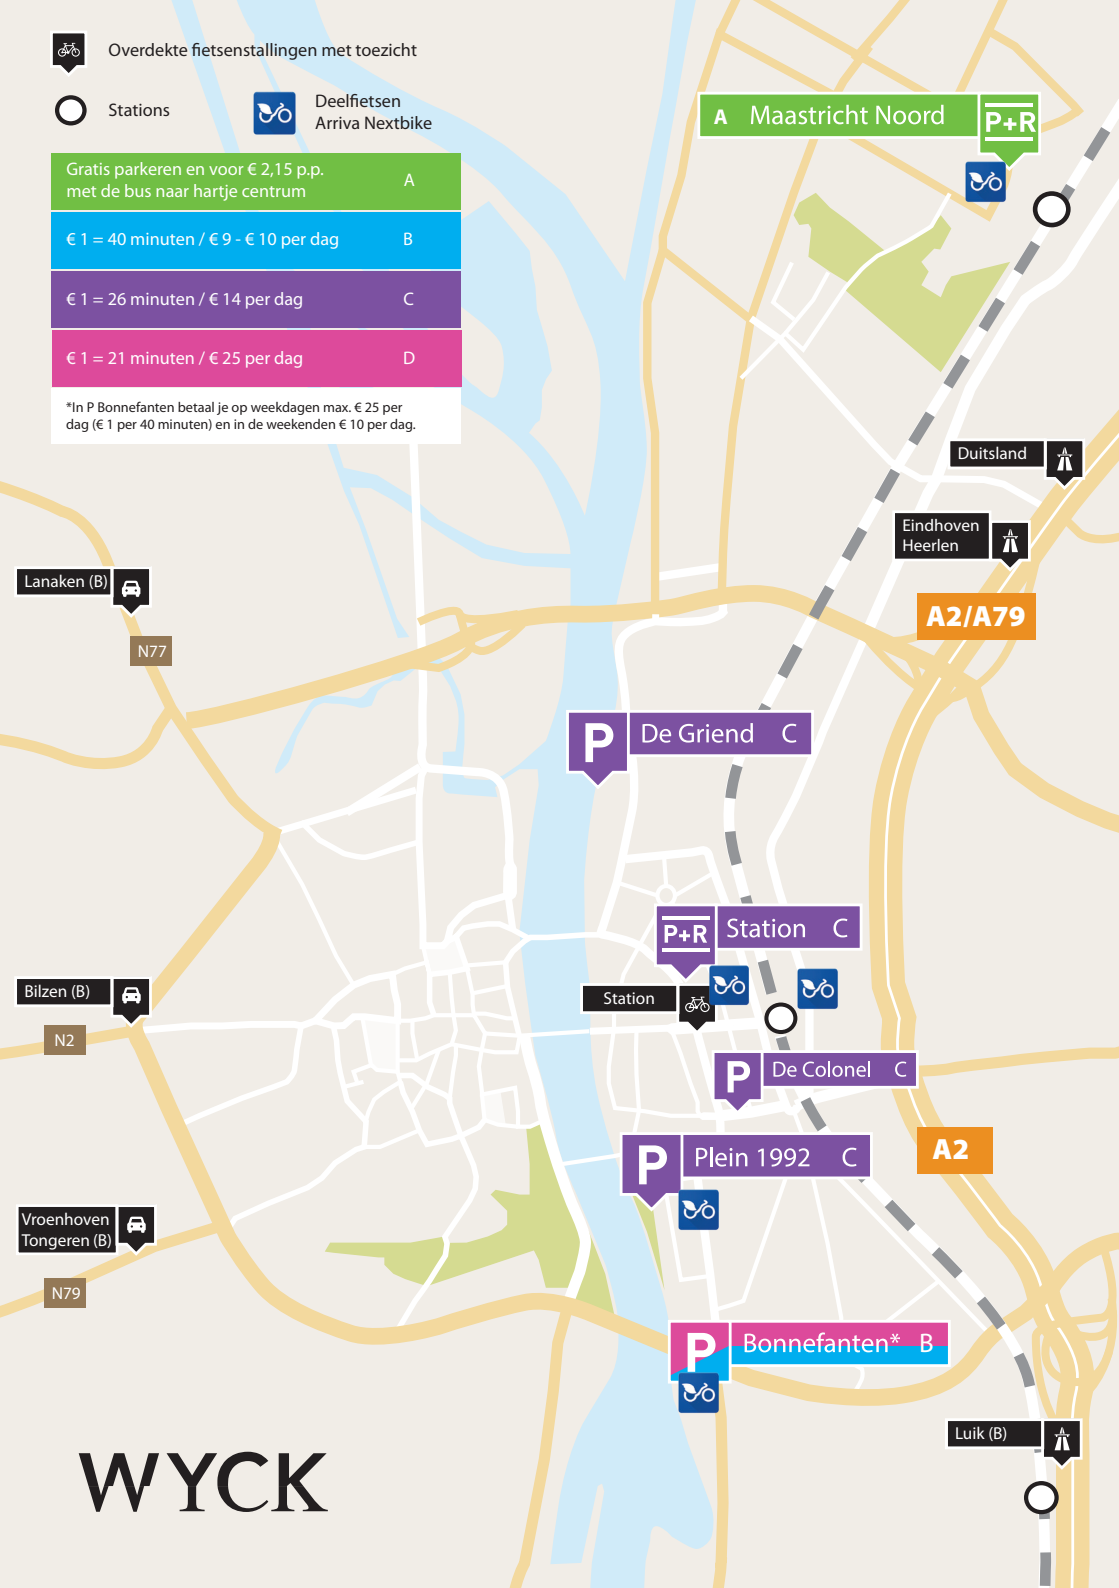 Overdekte fietsenstallingen met toezicht
Stations
Deelfietsen
Arriva Nextbike
Gratis parkeren en voor € 2,15 p.p.
met de bus naar hartje centrum
A
€ 1 = 40 minuten / € 9 - € 10 per dag B
€ 1 = 26 minuten / € 14 per dag C
€ 1 = 21 minuten / € 25 per dag D
*In P Bonnefanten betaal je op weekdagen max. € 25 per
dag (€ 1 per 40 minuten) en in de weekenden € 10 per dag.
A Maastricht Noord P+R
Duitsland
Eindhoven
Heerlen
A2/A79
Lanaken (B)
N77
P De Griend C
P+R Station C
Station
Bilzen (B)
N2
P De Colonel C
A2
P Plein 1992 C
Vroenhoven
Tongeren (B)
N79
P Bonnefanten* B
Luik (B)
WYCK